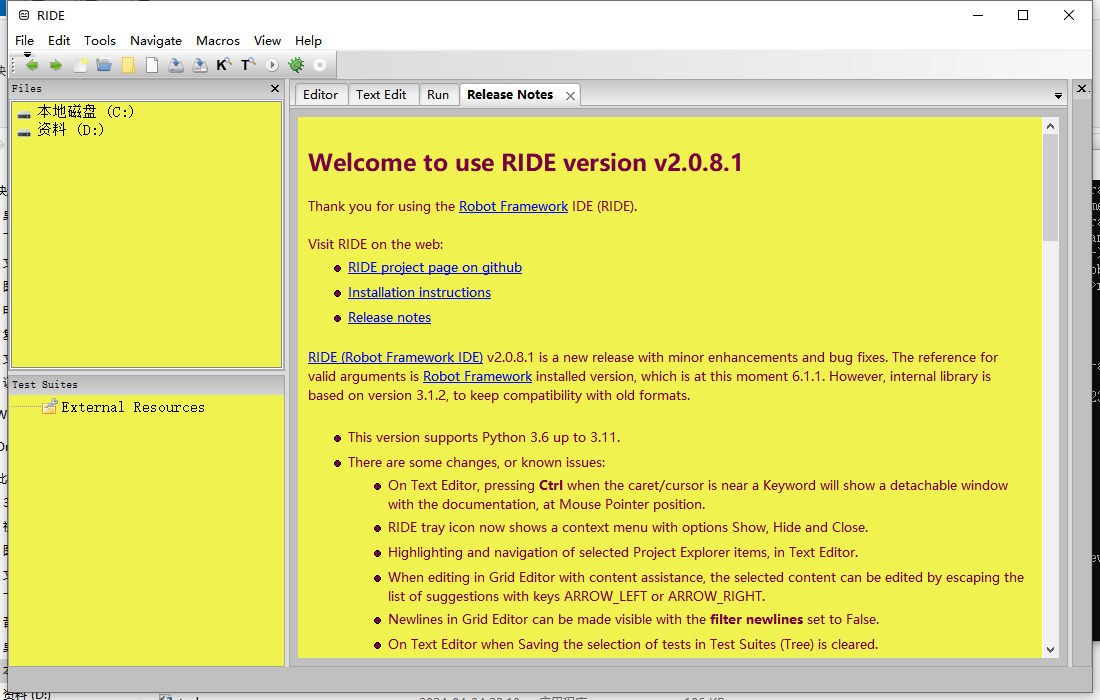 RIDE
File Edit Tools Navigate Macros View Help
Files
本地磁盘 (C:)
资料 (D:)
Test Suites
External Resources
Editor Text Edit Run Release Notes
Welcome to use RIDE version v2.0.8.1
Thank you for using the Robot Framework IDE (RIDE).
Visit RIDE on the web:
RIDE project page on github
Installation instructions
Release notes
RIDE (Robot Framework IDE) v2.0.8.1 is a new release with minor enhancements and bug fixes. The reference for
valid arguments is Robot Framework installed version, which is at this moment 6.1.1. However, internal library is
based on version 3.1.2, to keep compatibility with old formats.
This version supports Python 3.6 up to 3.11.
There are some changes, or known issues:
On Text Editor, pressing Ctrl when the caret/cursor is near a Keyword will show a detachable window
with the documentation, at Mouse Pointer position.
RIDE tray icon now shows a context menu with options Show, Hide and Close.
Highlighting and navigation of selected Project Explorer items, in Text Editor.
When editing in Grid Editor with content assistance, the selected content can be edited by escaping the
list of suggestions with keys ARROW_LEFT or ARROW_RIGHT.
Newlines in Grid Editor can be made visible with the filter newlines set to False.
On Text Editor when Saving the selection of tests in Test Suites (Tree) is cleared.
资料 (D:)